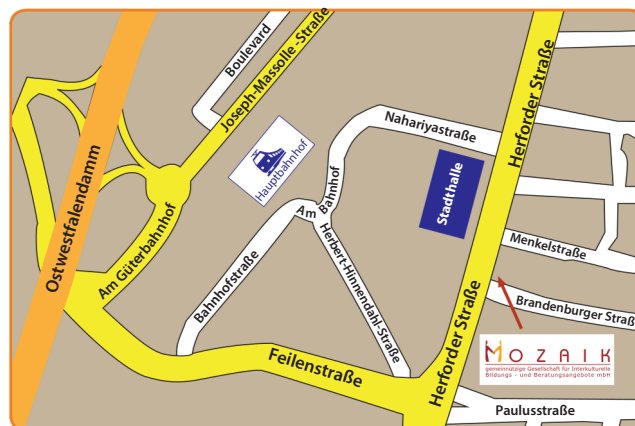 Boulevard
Joseph-Massolle-Straße
Herforder Straße
Nahariyastraße
Hauptbahnhof
Ostwestfalendamm
Am Bahnhof
Stadthalle
Am Güterbahnhof
Herbert-Hinnendahl-Straße
Menkelstraße
Bahnhofstraße
Brandenburger Straß
Herforder Straße
MOZAIK
gemeinnützige Gesellschaft für Interkulturelle
Bildungs - und Beratungsangebote mbH
Feilenstraße
Paulusstraße